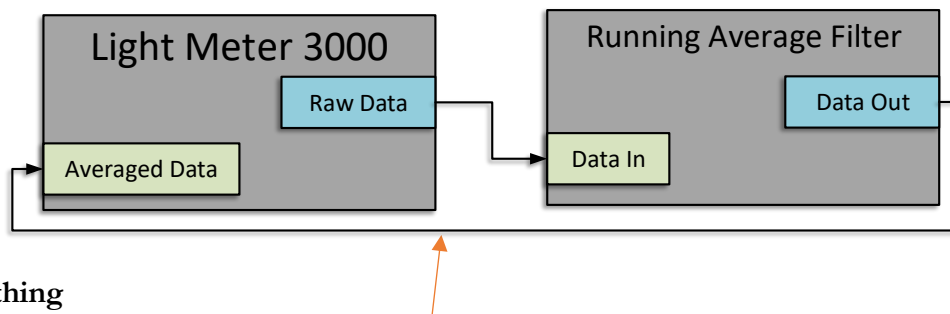 Light Meter 3000
Raw Data
Averaged Data
Running Average Filter
Data Out
Data In